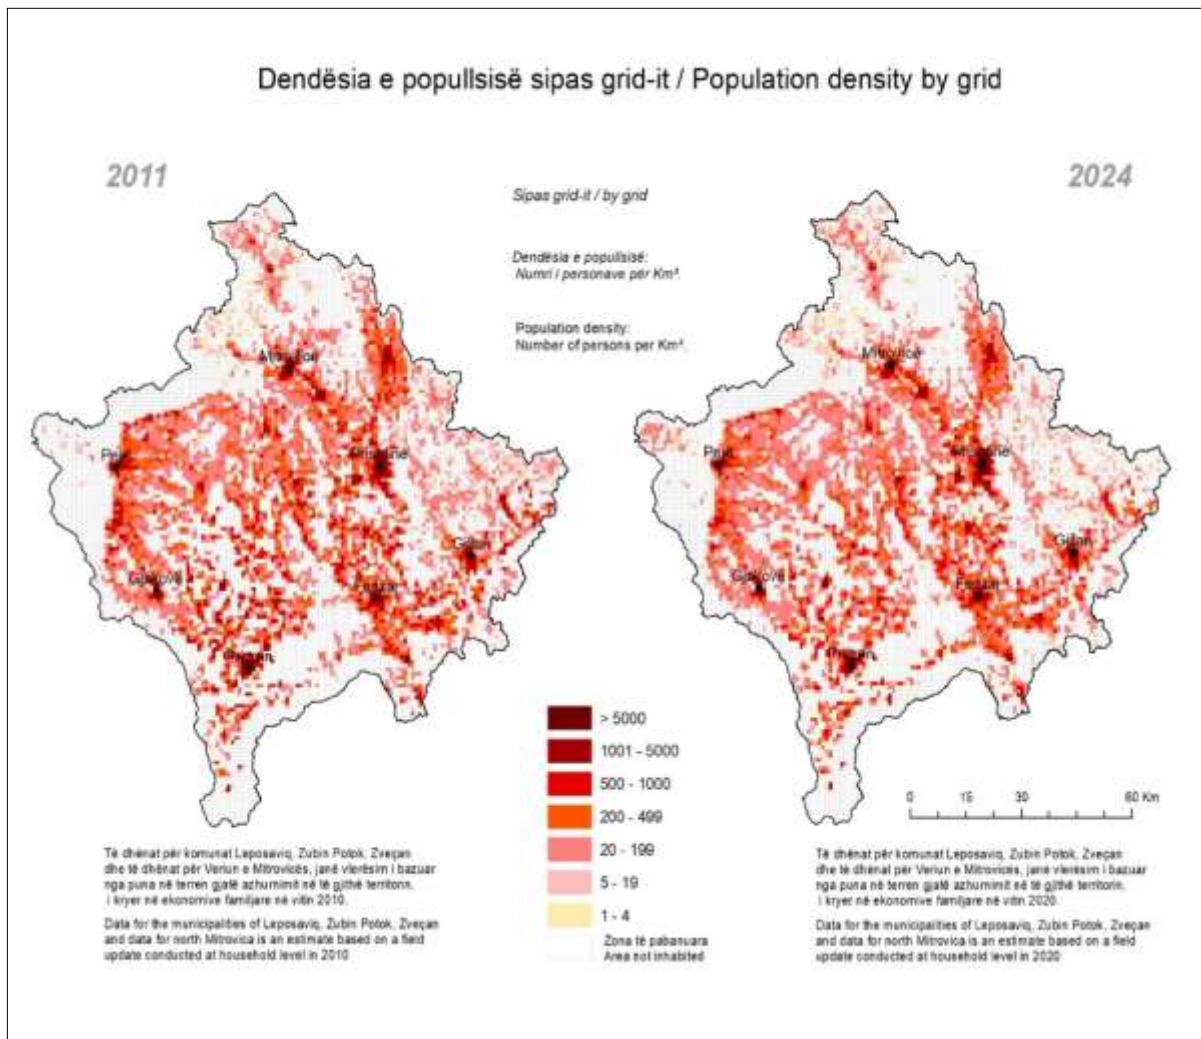 Dendësia e popullsisë sipas grid-it / Population density by grid
2011
2024
Sipas grid-it / by grid
Dendësia e popullsisë:
Numri i personave për Km².
Population density:
Number of persons per Km².
Mitrovicë
Pejë
Prishtinë
Gjilan
Gjakovë
Ferizaj
Prizren
Mitrovicë
Pejë
Prishtinë
Gjilan
Gjakovë
Ferizaj
Prizren
> 5000
1001 - 5000
500 - 1000
200 - 499
20 - 199
5 - 19
1 - 4
Zona të pabanuara
Area not inhabited
0 15 30 60 Km
Të dhënat për komunat Leposaviq, Zubin Potok, Zveçan
dhe të dhënat për Veriun e Mitrovicës, janë vlerësim i bazuar
nga puna në terren gjatë azhurnimit në të gjithë territorin,
i kryer në ekonomive familjare në vitin 2010.
Data for the municipalities of Leposaviq, Zubin Potok, Zveçan
and data for north Mitrovica is an estimate based on a field
update conducted at household level in 2010
Të dhënat për komunat Leposaviq, Zubin Potok, Zveçan
dhe të dhënat për Veriun e Mitrovicës, janë vlerësim i bazuar
nga puna në terren gjatë azhurnimit në të gjithë territorin,
i kryer në ekonomive familjare në vitin 2020.
Data for the municipalities of Leposaviq, Zubin Potok, Zveçan
and data for north Mitrovica is an estimate based on a field
update conducted at household level in 2020